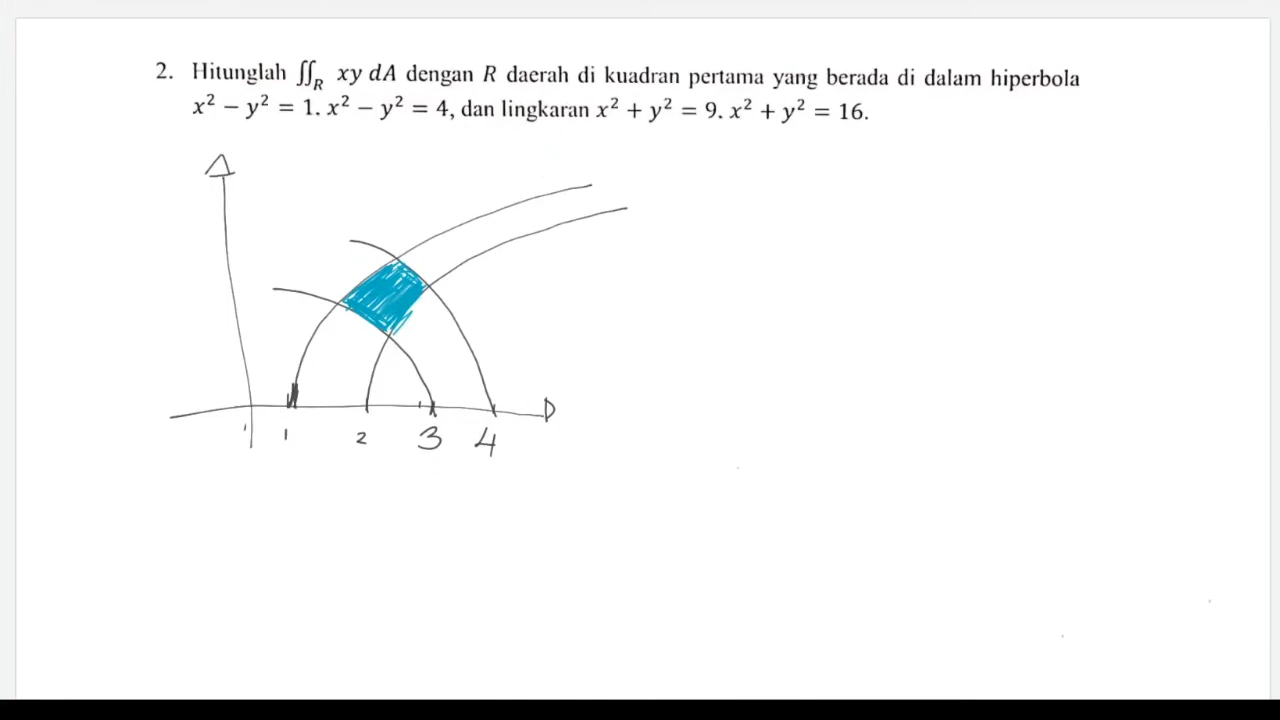 2. Hitunglah ∬_R xy dA dengan R daerah di kuadran pertama yang berada di dalam hiperbola
x² − y² = 1. x² − y² = 4, dan lingkaran x² + y² = 9. x² + y² = 16.
1 2 3 4